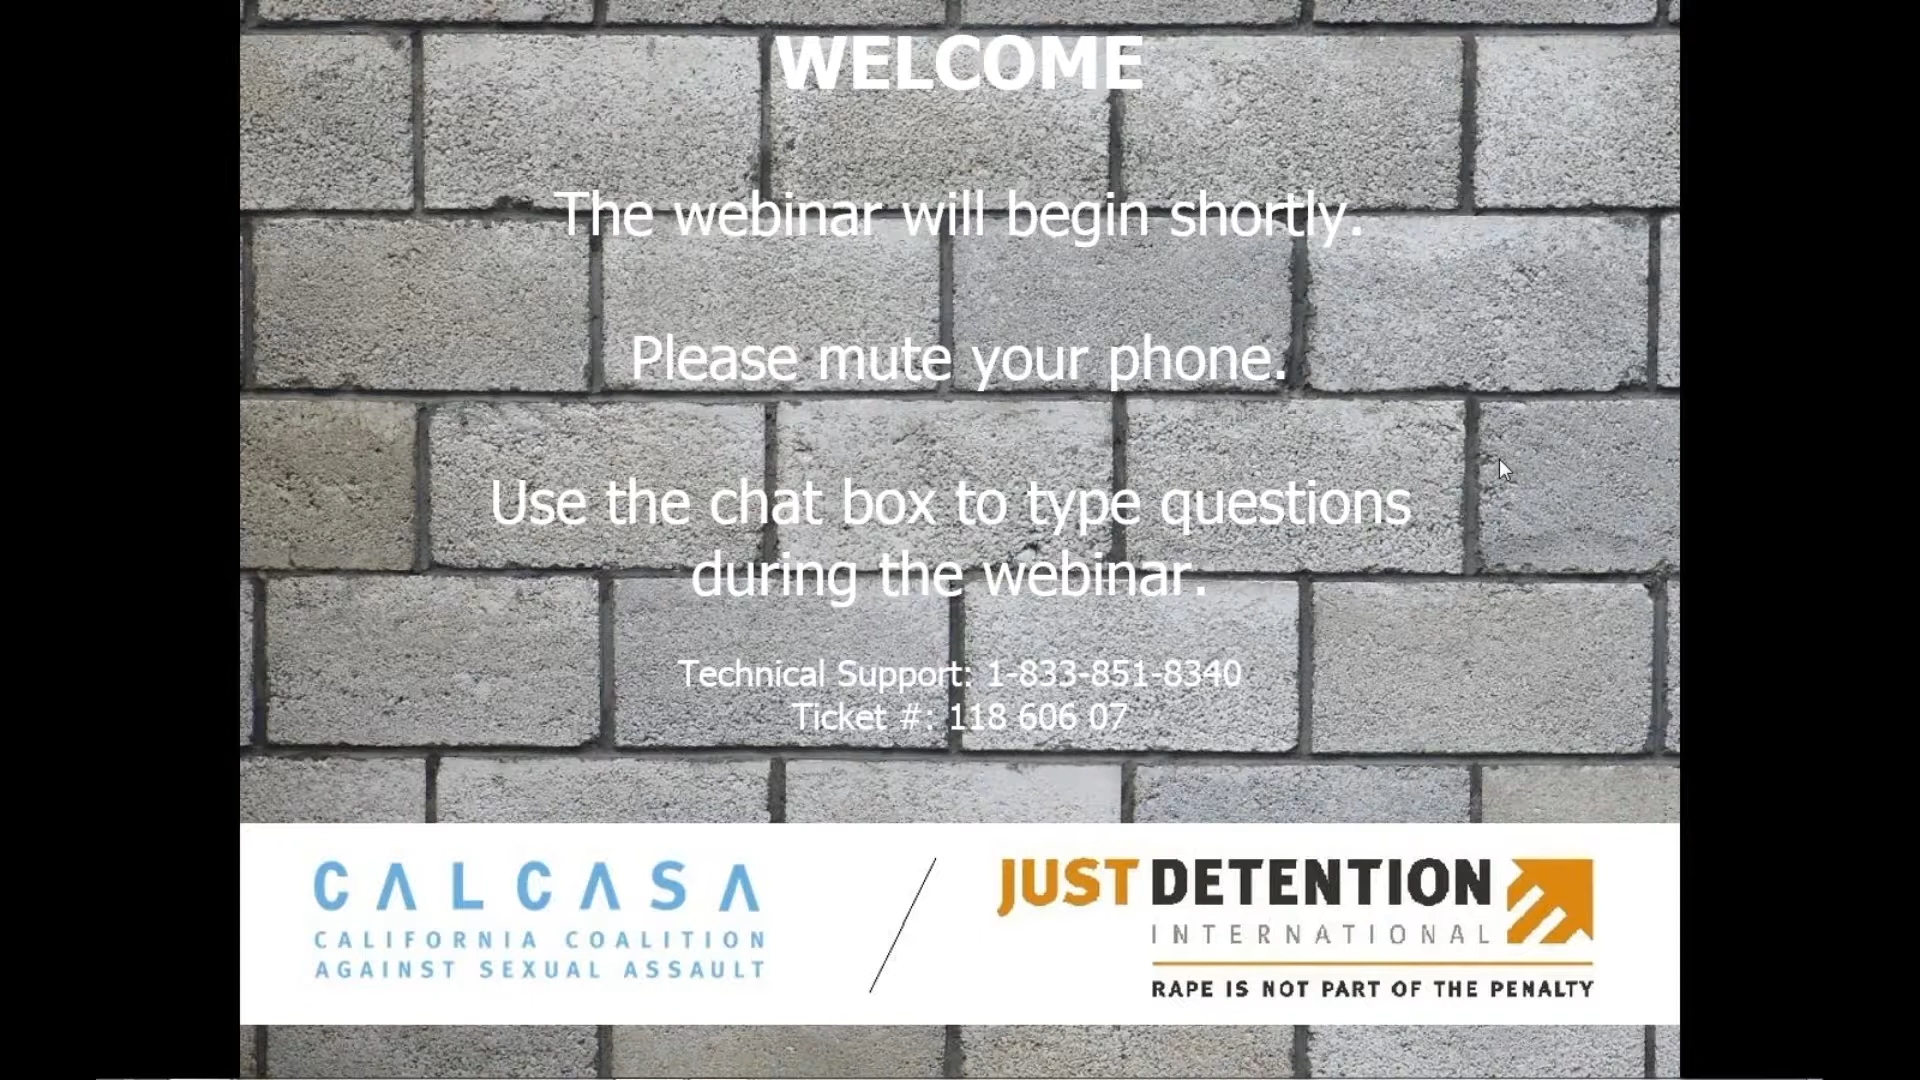 WELCOME
The webinar will begin shortly.
Please mute your phone.
Use the chat box to type questions
during the webinar.
Technical Support: 1-833-851-8340
Ticket #: 118 606 07
CALCASA
CALIFORNIA COALITION
AGAINST SEXUAL ASSAULT
JUST DETENTION
INTERNATIONAL
RAPE IS NOT PART OF THE PENALTY